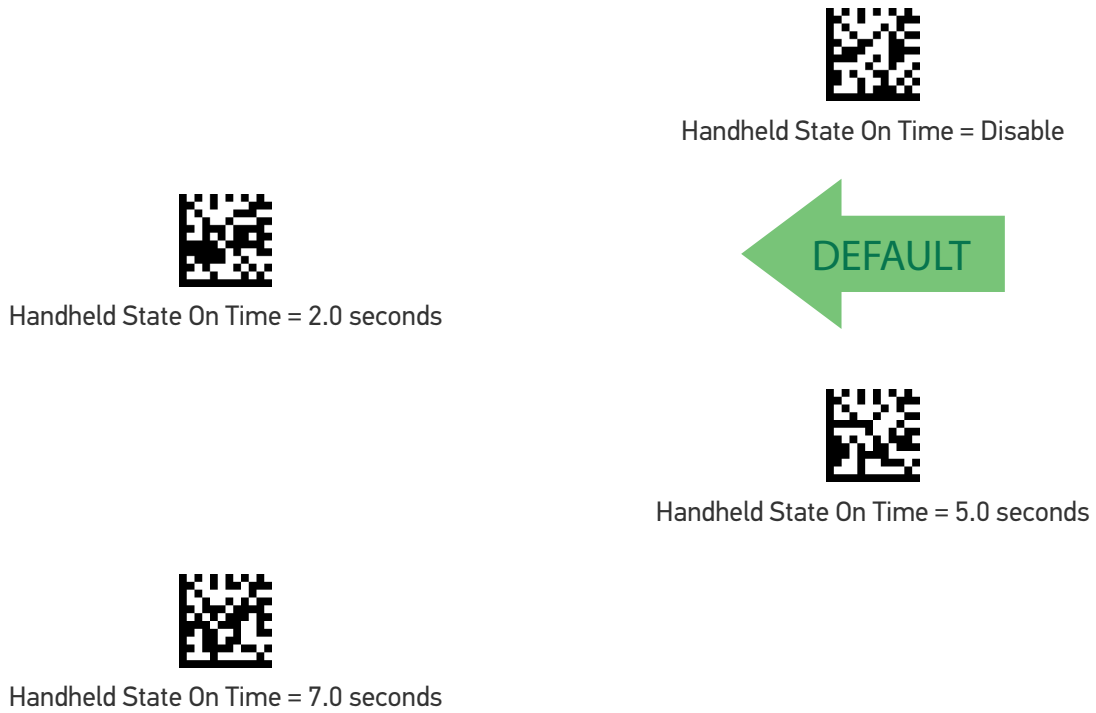 Handheld State On Time = Disable
DEFAULT
Handheld State On Time = 2.0 seconds
Handheld State On Time = 5.0 seconds
Handheld State On Time = 7.0 seconds